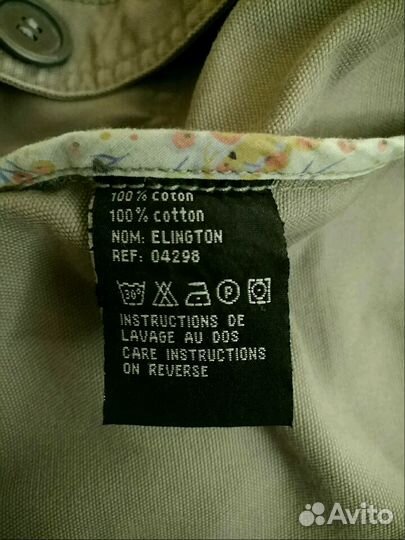 100% coton
100% cotton
NOM: ELINGTON
REF: 04298
30°
P
INSTRUCTIONS DE
LAVAGE AU DOS
CARE INSTRUCTIONS
ON REVERSE
Avito